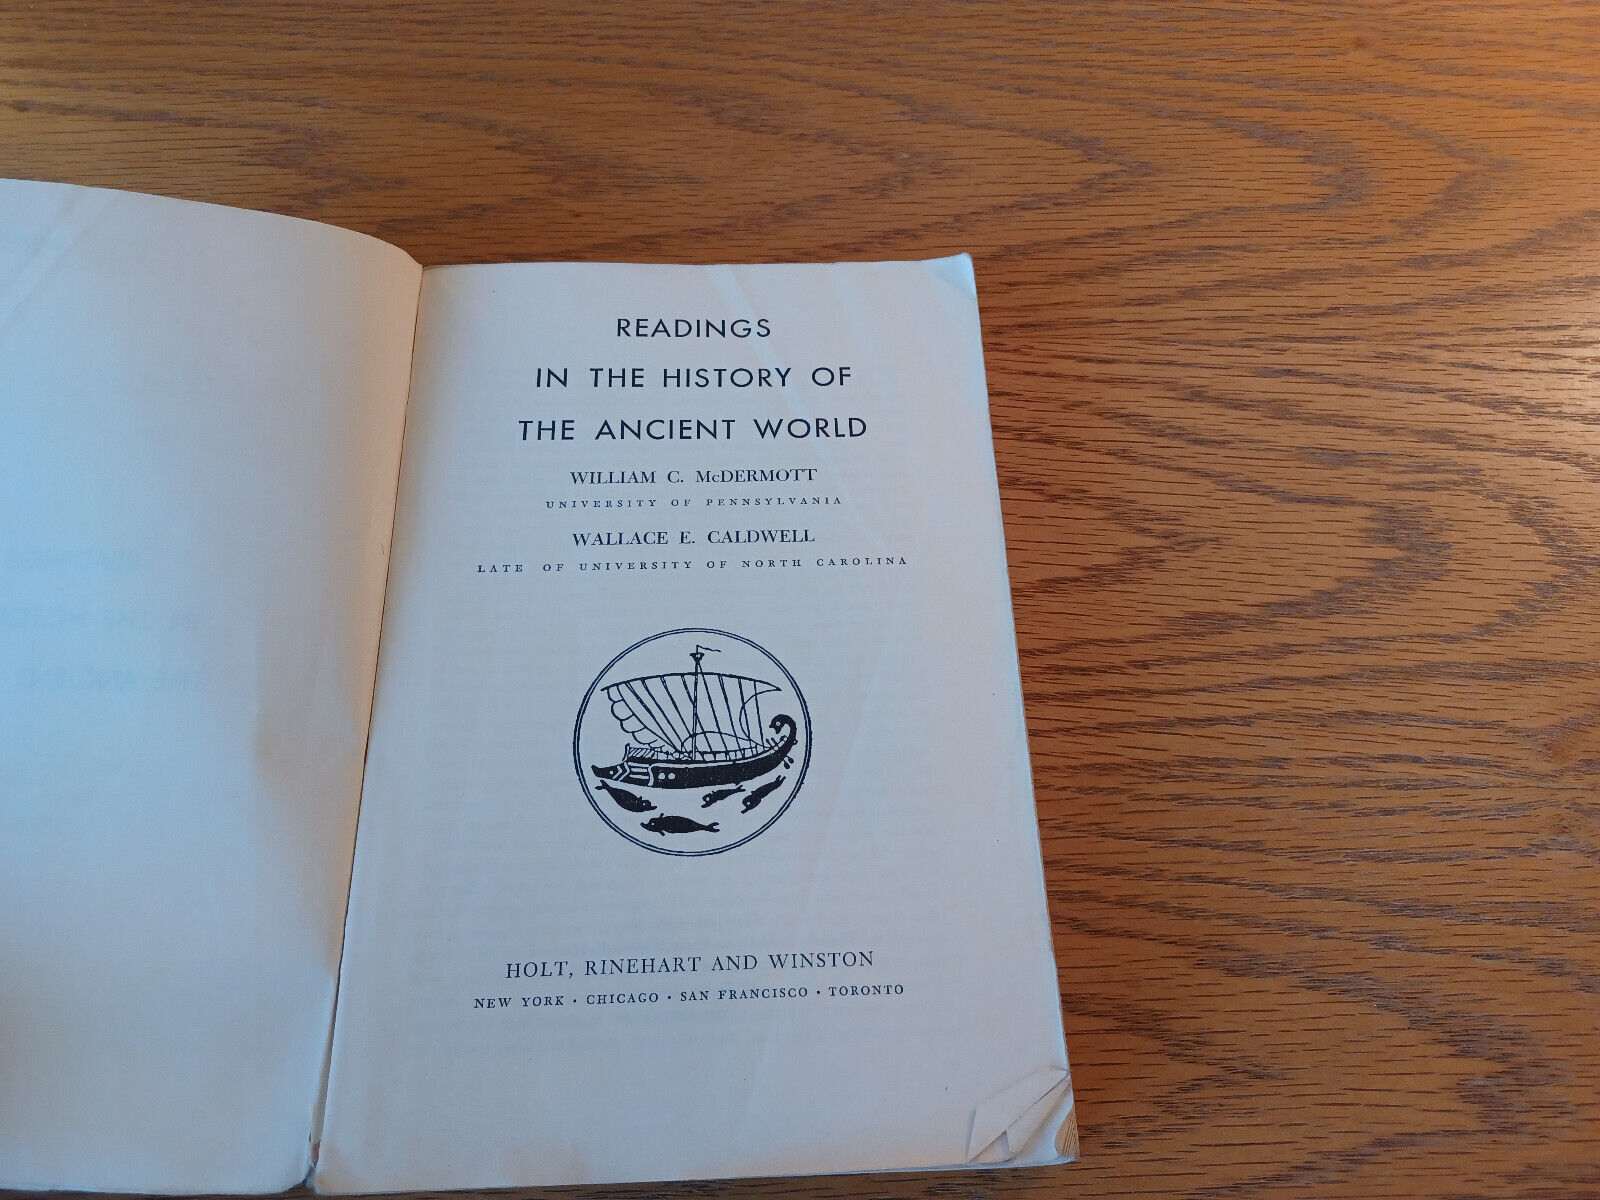 READINGS
IN THE HISTORY OF
THE ANCIENT WORLD
WILLIAM C. McDERMOTT
UNIVERSITY OF PENNSYLVANIA
WALLACE E. CALDWELL
LATE OF UNIVERSITY OF NORTH CAROLINA
HOLT, RINEHART AND WINSTON
NEW YORK · CHICAGO · SAN FRANCISCO · TORONTO